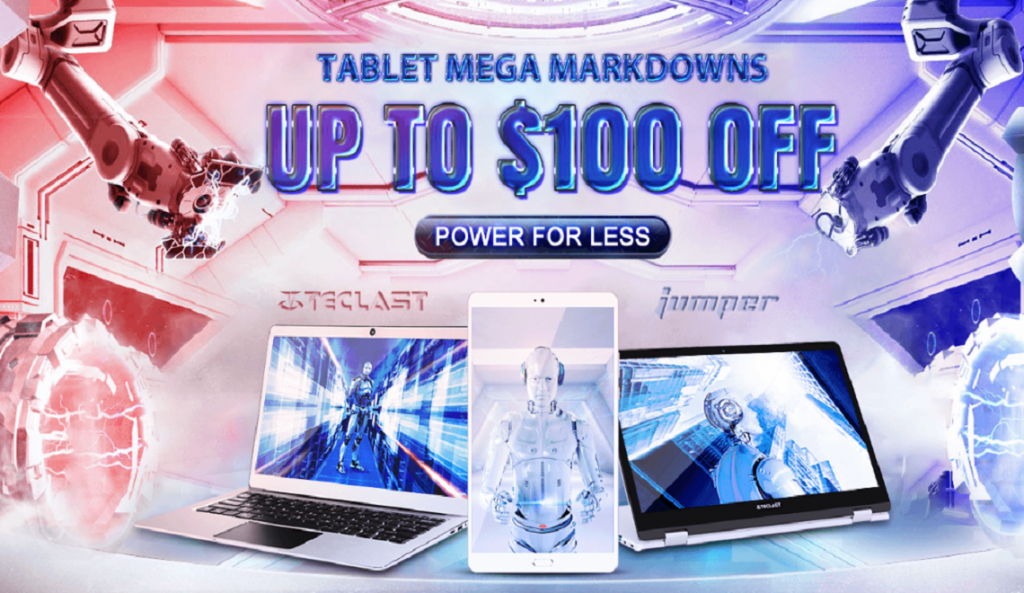 TABLET MEGA MARKDOWNS
UP TO $100 OFF
POWER FOR LESS
TECLAST
jumper
TECLAST